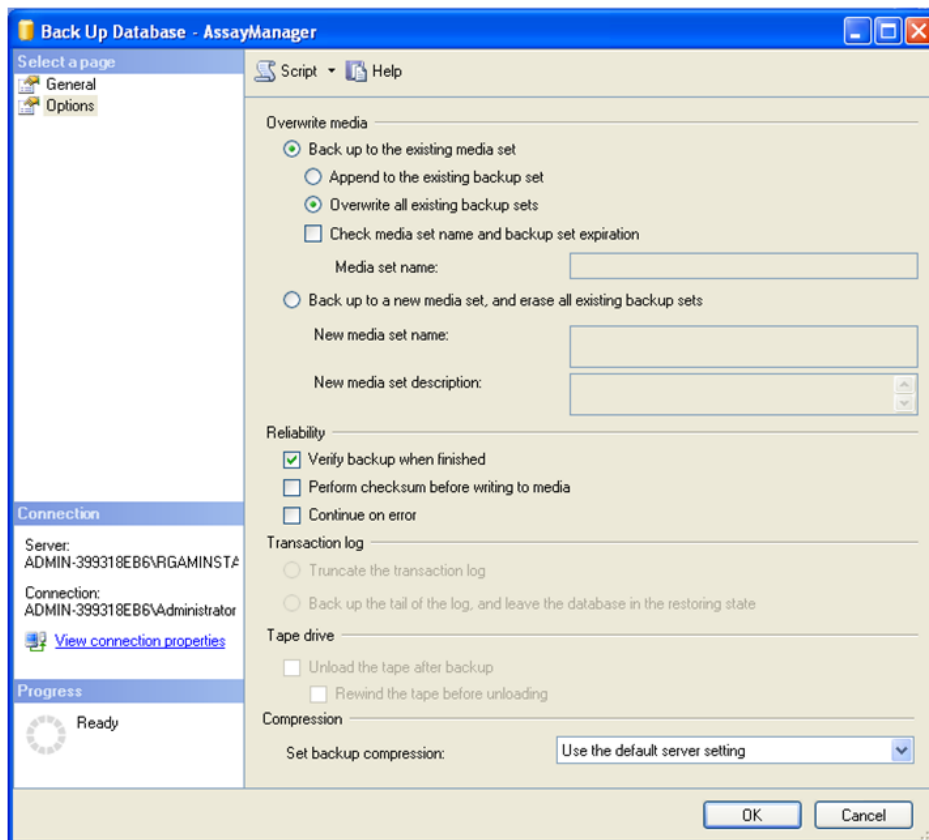 Back Up Database - AssayManager
Select a page
General
Options
Script
Help
Overwrite media
Back up to the existing media set
Append to the existing backup set
Overwrite all existing backup sets
Check media set name and backup set expiration
Media set name:
Back up to a new media set, and erase all existing backup sets
New media set name:
New media set description:
Reliability
Verify backup when finished
Perform checksum before writing to media
Continue on error
Transaction log
Truncate the transaction log
Back up the tail of the log, and leave the database in the restoring state
Tape drive
Unload the tape after backup
Rewind the tape before unloading
Compression
Set backup compression:
Use the default server setting
Connection
Server:
ADMIN-399318EB6\RGAMINSTA
Connection:
ADMIN-399318EB6\Administrator
View connection properties
Progress
Ready
OK
Cancel